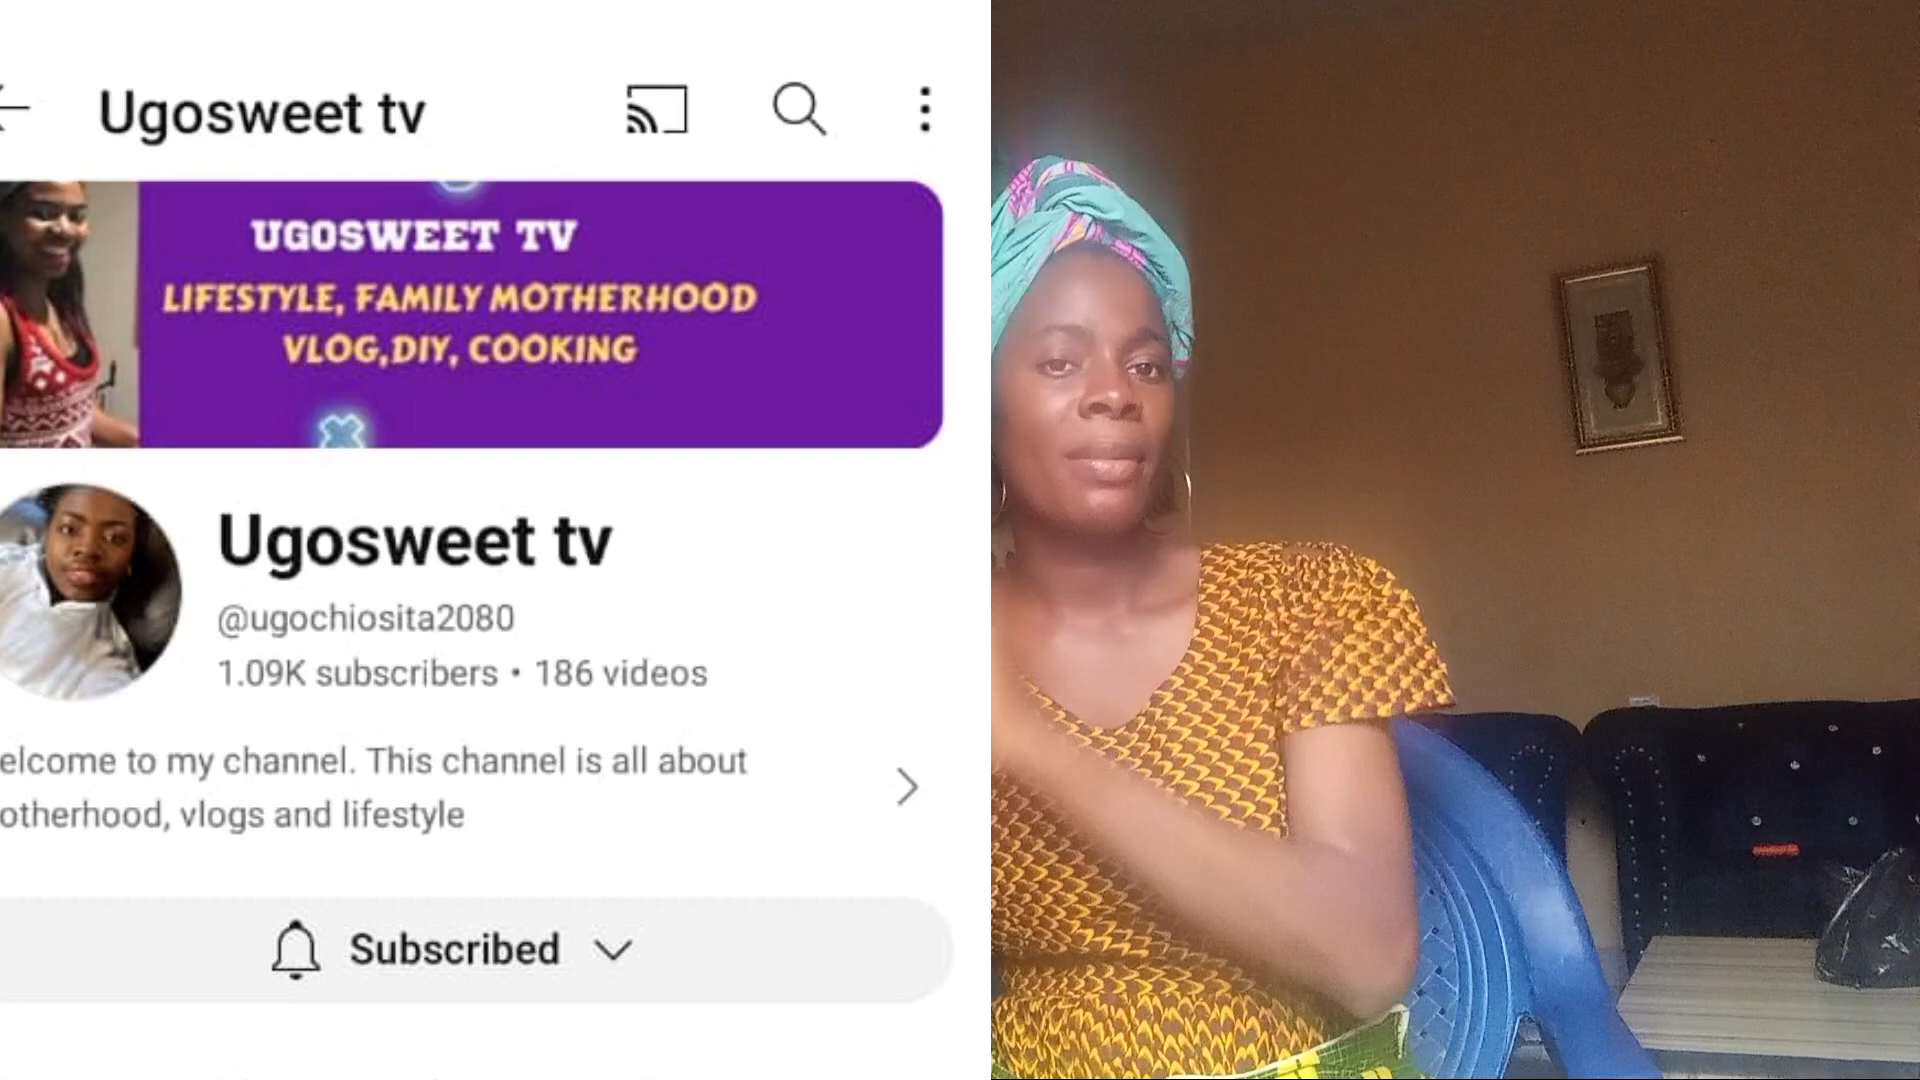 Ugosweet tv
UGOSWEET TV
LIFESTYLE, FAMILY MOTHERHOOD
VLOG,DIY, COOKING
Ugosweet tv
@ugochiosita2080
1.09K subscribers • 186 videos
elcome to my channel. This channel is all about
otherhood, vlogs and lifestyle
Subscribed